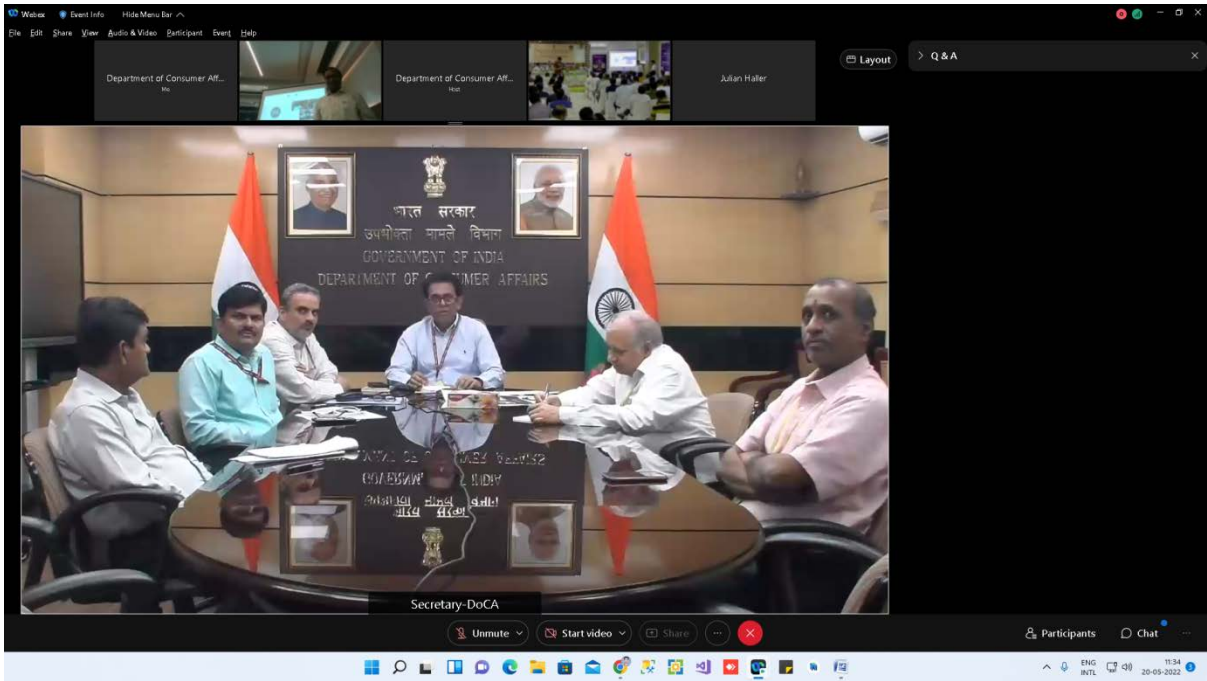 Webex
Event Info
Hide Menu Bar
File Edit Share View Audio & Video Participant Event Help
Department of Consumer Aff...
Me
Department of Consumer Aff...
Host
Julian Haller
Layout
Q & A
भारत सरकार
उपभोक्ता मामले विभाग
GOVERNMENT OF INDIA
DEPARTMENT OF CONSUMER AFFAIRS
Secretary-DoCA
Unmute
Start video
Share
Participants
Chat
ENG
INTL
11:34
20-05-2022